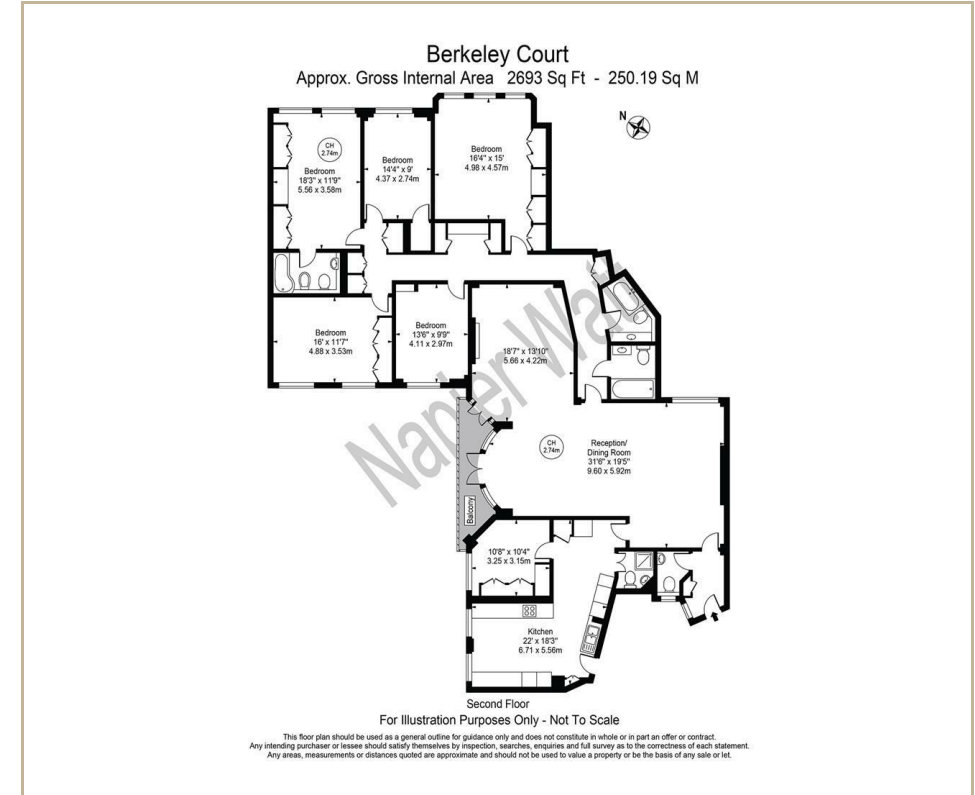 Berkeley Court
Approx. Gross Internal Area 2693 Sq Ft - 250.19 Sq M
N
CH
2.74m
Bedroom
18'3" x 11'9"
5.56 x 3.58m
Bedroom
14'4" x 9'
4.37 x 2.74m
Bedroom
16'4" x 15'
4.98 x 4.57m
Bedroom
16' x 11'7"
4.88 x 3.53m
Bedroom
13'6" x 9'9"
4.11 x 2.97m
18'7" x 13'10"
5.66 x 4.22m
CH
2.74m
Reception/
Dining Room
31'6" x 19'5"
9.60 x 5.92m
Balcony
10'8" x 10'4"
3.25 x 3.15m
Kitchen
22' x 18'3"
6.71 x 5.56m
Napier Watt
Second Floor
For Illustration Purposes Only - Not To Scale
This floor plan should be used as a general outline for guidance only and does not constitute in whole or in part an offer or contract.
Any intending purchaser or lessee should satisfy themselves by inspection, searches, enquiries and full survey as to the correctness of each statement.
Any areas, measurements or distances quoted are approximate and should not be used to value a property or be the basis of any sale or let.